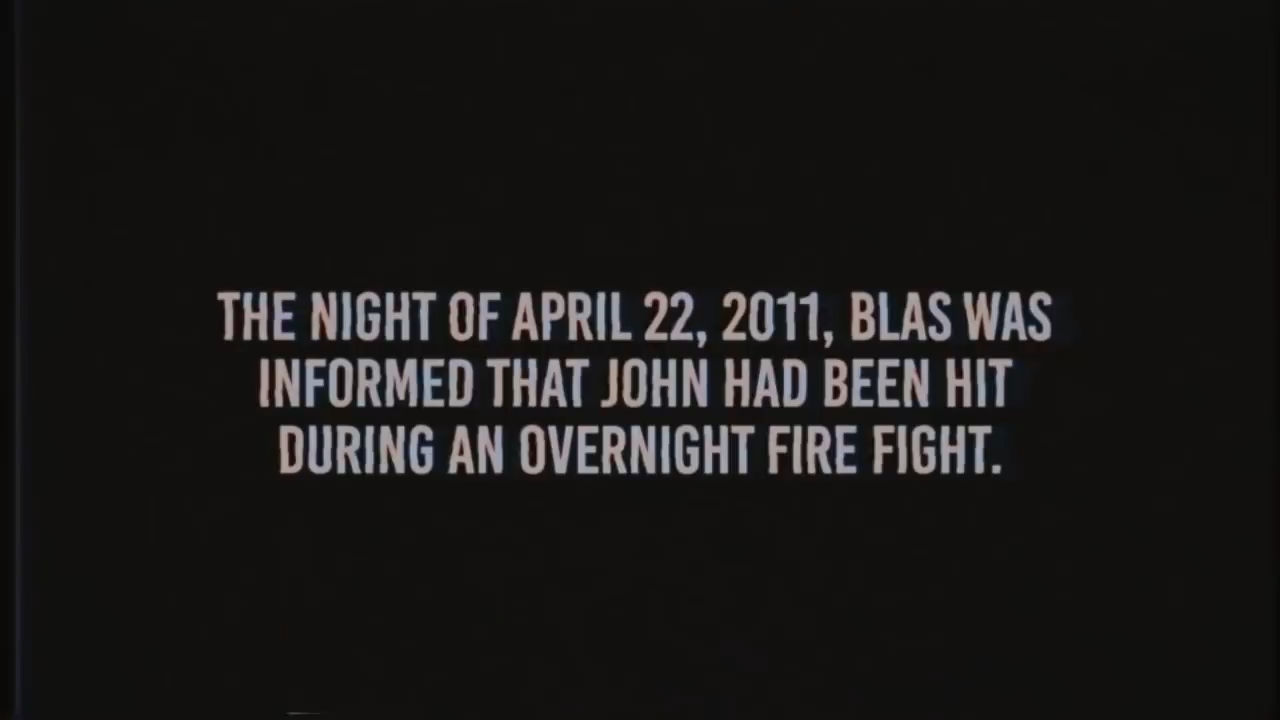 THE NIGHT OF APRIL 22, 2011, BLAS WAS
INFORMED THAT JOHN HAD BEEN HIT
DURING AN OVERNIGHT FIRE FIGHT.